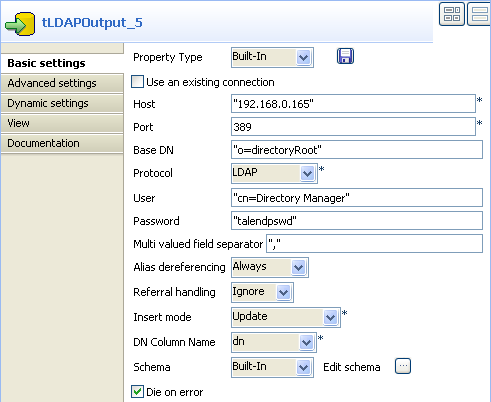 tLDAPOutput_5
Basic settings
Advanced settings
Dynamic settings
View
Documentation
Property Type Built-In
Use an existing connection
Host "192.168.0.165" *
Port 389 *
Base DN "o=directoryRoot"
Protocol LDAP *
User "cn=Directory Manager"
Password "talendpswd"
Multi valued field separator ","
Alias dereferencing Always
Referral handling Ignore
Insert mode Update *
DN Column Name dn *
Schema Built-In Edit schema ...
Die on error